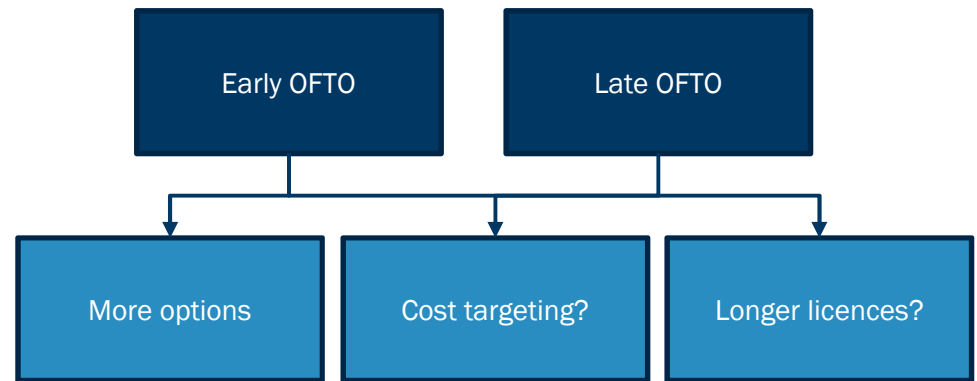 Early OFTO
Late OFTO
More options
Cost targeting?
Longer licences?